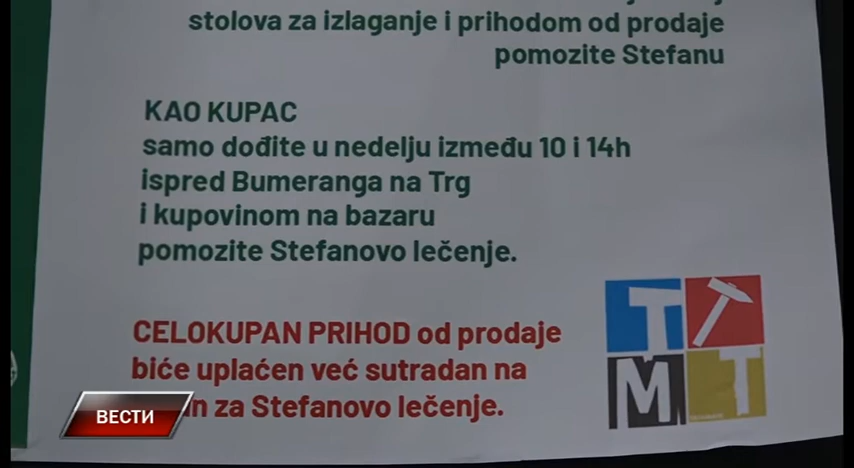 stolova za izlaganje i prihodom od prodaje
pomozite Stefanu
KAO KUPAC
samo dođite u nedelju između 10 i 14h
ispred Bumeranga na Trg
i kupovinom na bazaru
pomozite Stefanovo lečenje.
CELOKUPAN PRIHOD od prodaje
biće uplaćen već sutradan na
za Stefanovo lečenje.
ВЕСТИ
T
M T